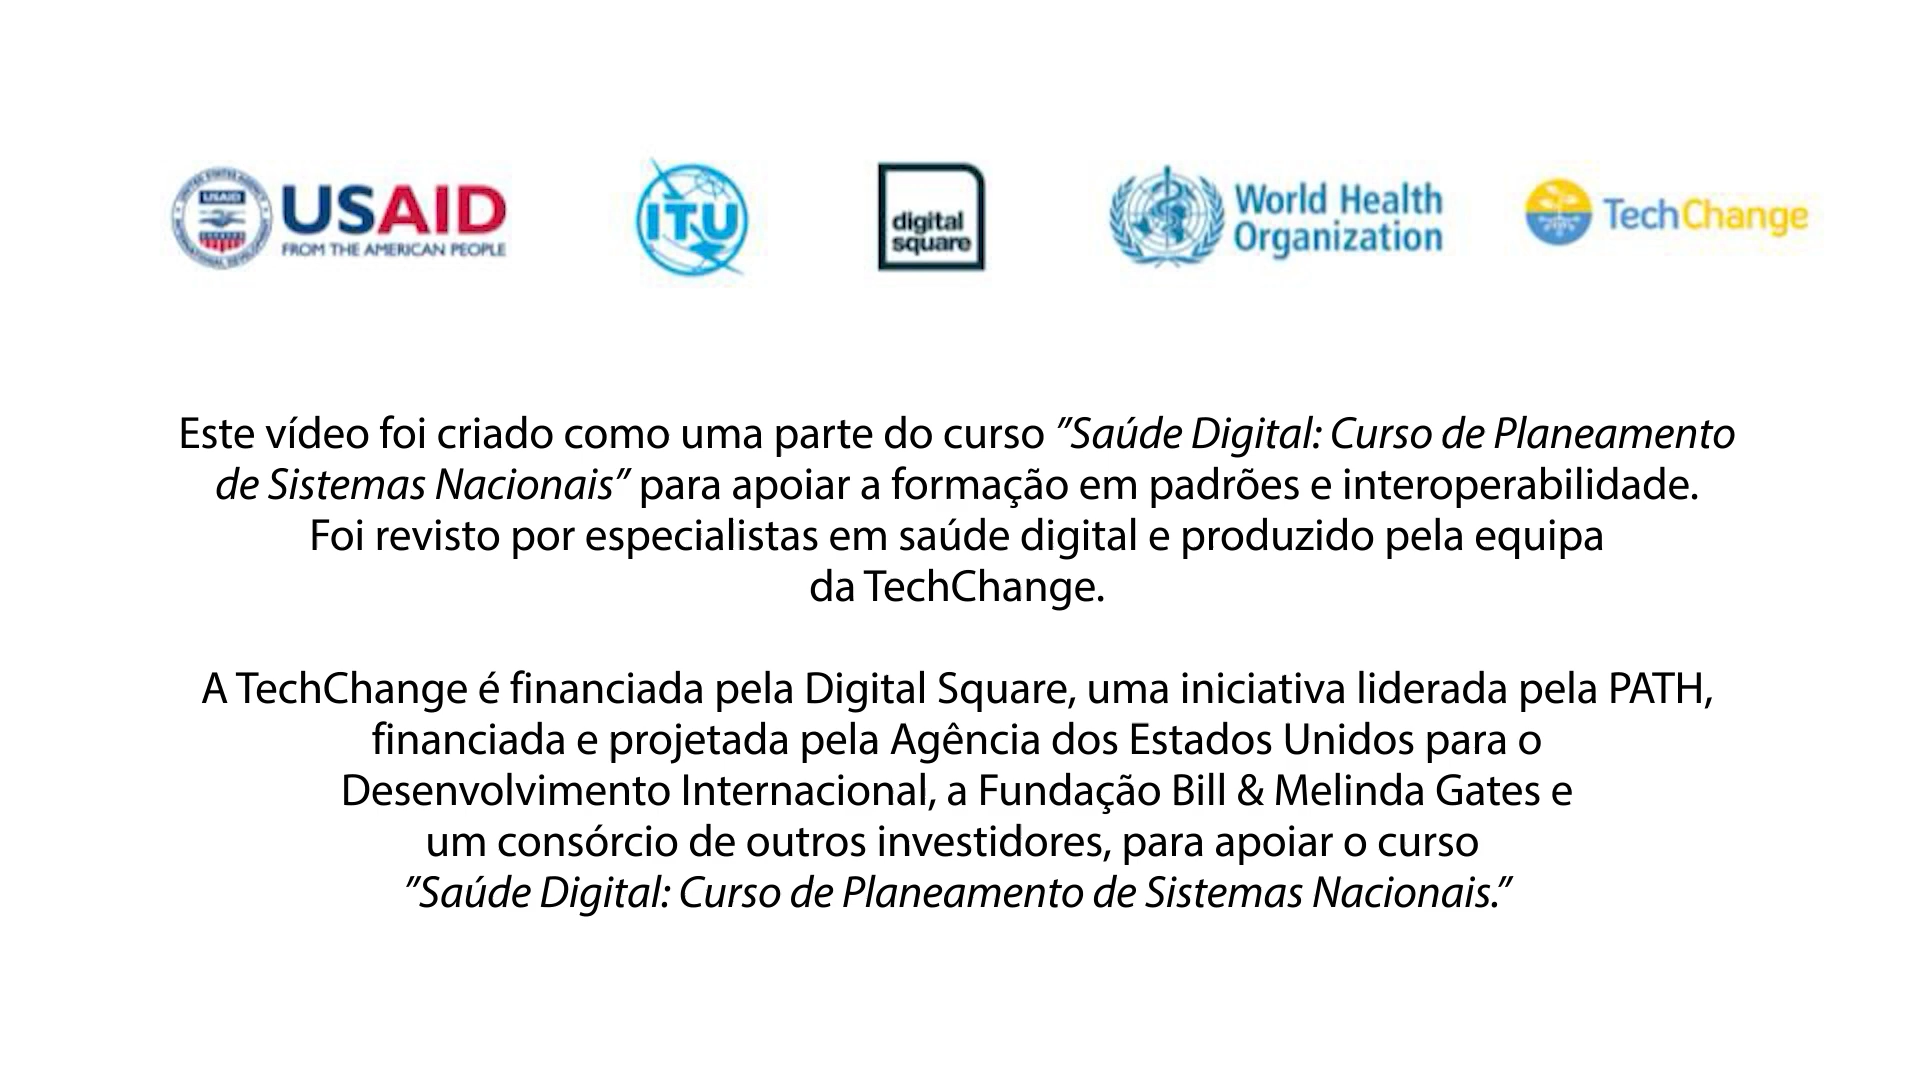 USAID
USAID
FROM THE AMERICAN PEOPLE
ITU
digital
square
World Health
Organization
TechChange
Este vídeo foi criado como uma parte do curso ”Saúde Digital: Curso de Planeamento
de Sistemas Nacionais” para apoiar a formação em padrões e interoperabilidade.
Foi revisto por especialistas em saúde digital e produzido pela equipa
da TechChange.
A TechChange é financiada pela Digital Square, uma iniciativa liderada pela PATH,
financiada e projetada pela Agência dos Estados Unidos para o
Desenvolvimento Internacional, a Fundação Bill & Melinda Gates e
um consórcio de outros investidores, para apoiar o curso
”Saúde Digital: Curso de Planeamento de Sistemas Nacionais.”